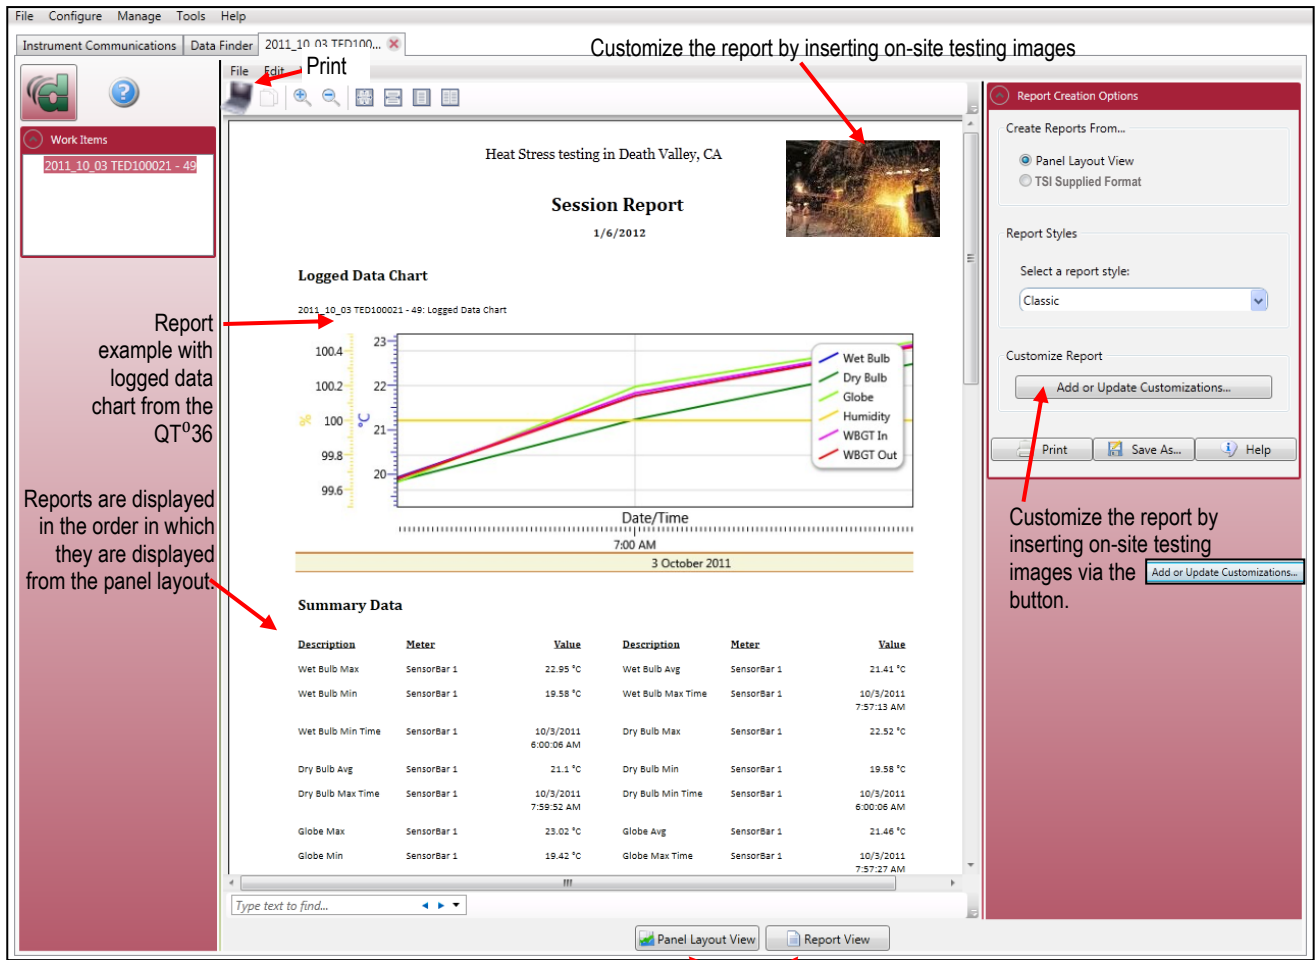 File Configure Manage Tools Help
Instrument Communications Data Finder 2011_10_03 TED100...
Customize the report by inserting on-site testing images
File Edit
Print
Work Items
2011_10_03 TED100021 - 49
Heat Stress testing in Death Valley, CA
Session Report
1/6/2012
Logged Data Chart
2011_10_03 TED100021 - 49: Logged Data Chart
Report
example with
logged data
chart from the
QT⁰36
100.4
100.2
100
99.8
99.6
%
23
22
21
20
°C
Wet Bulb
Dry Bulb
Globe
Humidity
WBGT In
WBGT Out
Date/Time
7:00 AM
3 October 2011
Reports are displayed
in the order in which
they are displayed
from the panel layout.
Summary Data
Description Meter Value Description Meter Value
Wet Bulb Max SensorBar 1 22.95 °C Wet Bulb Avg SensorBar 1 21.41 °C
Wet Bulb Min SensorBar 1 19.58 °C Wet Bulb Max Time SensorBar 1 10/3/2011
7:57:13 AM
Wet Bulb Min Time SensorBar 1 10/3/2011 Dry Bulb Max SensorBar 1 22.52 °C
6:00:06 AM
Dry Bulb Avg SensorBar 1 21.1 °C Dry Bulb Min SensorBar 1 19.58 °C
Dry Bulb Max Time SensorBar 1 10/3/2011 Dry Bulb Min Time SensorBar 1 10/3/2011
7:59:52 AM 6:00:06 AM
Globe Max SensorBar 1 23.02 °C Globe Avg SensorBar 1 21.46 °C
Globe Min SensorBar 1 19.42 °C Globe Max Time SensorBar 1 10/3/2011
7:57:27 AM
Type text to find...
Panel Layout View Report View
Report Creation Options
Create Reports From...
Panel Layout View
TSI Supplied Format
Report Styles
Select a report style:
Classic
Customize Report
Add or Update Customizations...
Print Save As... Help
Customize the report by
inserting on-site testing
images via the Add or Update Customizations...
button.